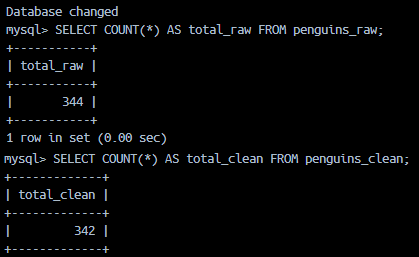 Database changed
mysql> SELECT COUNT(*) AS total_raw FROM penguins_raw;
+-----------+
| total_raw |
+-----------+
|       344 |
+-----------+
1 row in set (0.00 sec)
mysql> SELECT COUNT(*) AS total_clean FROM penguins_clean;
+-------------+
| total_clean |
+-------------+
|         342 |
+-------------+